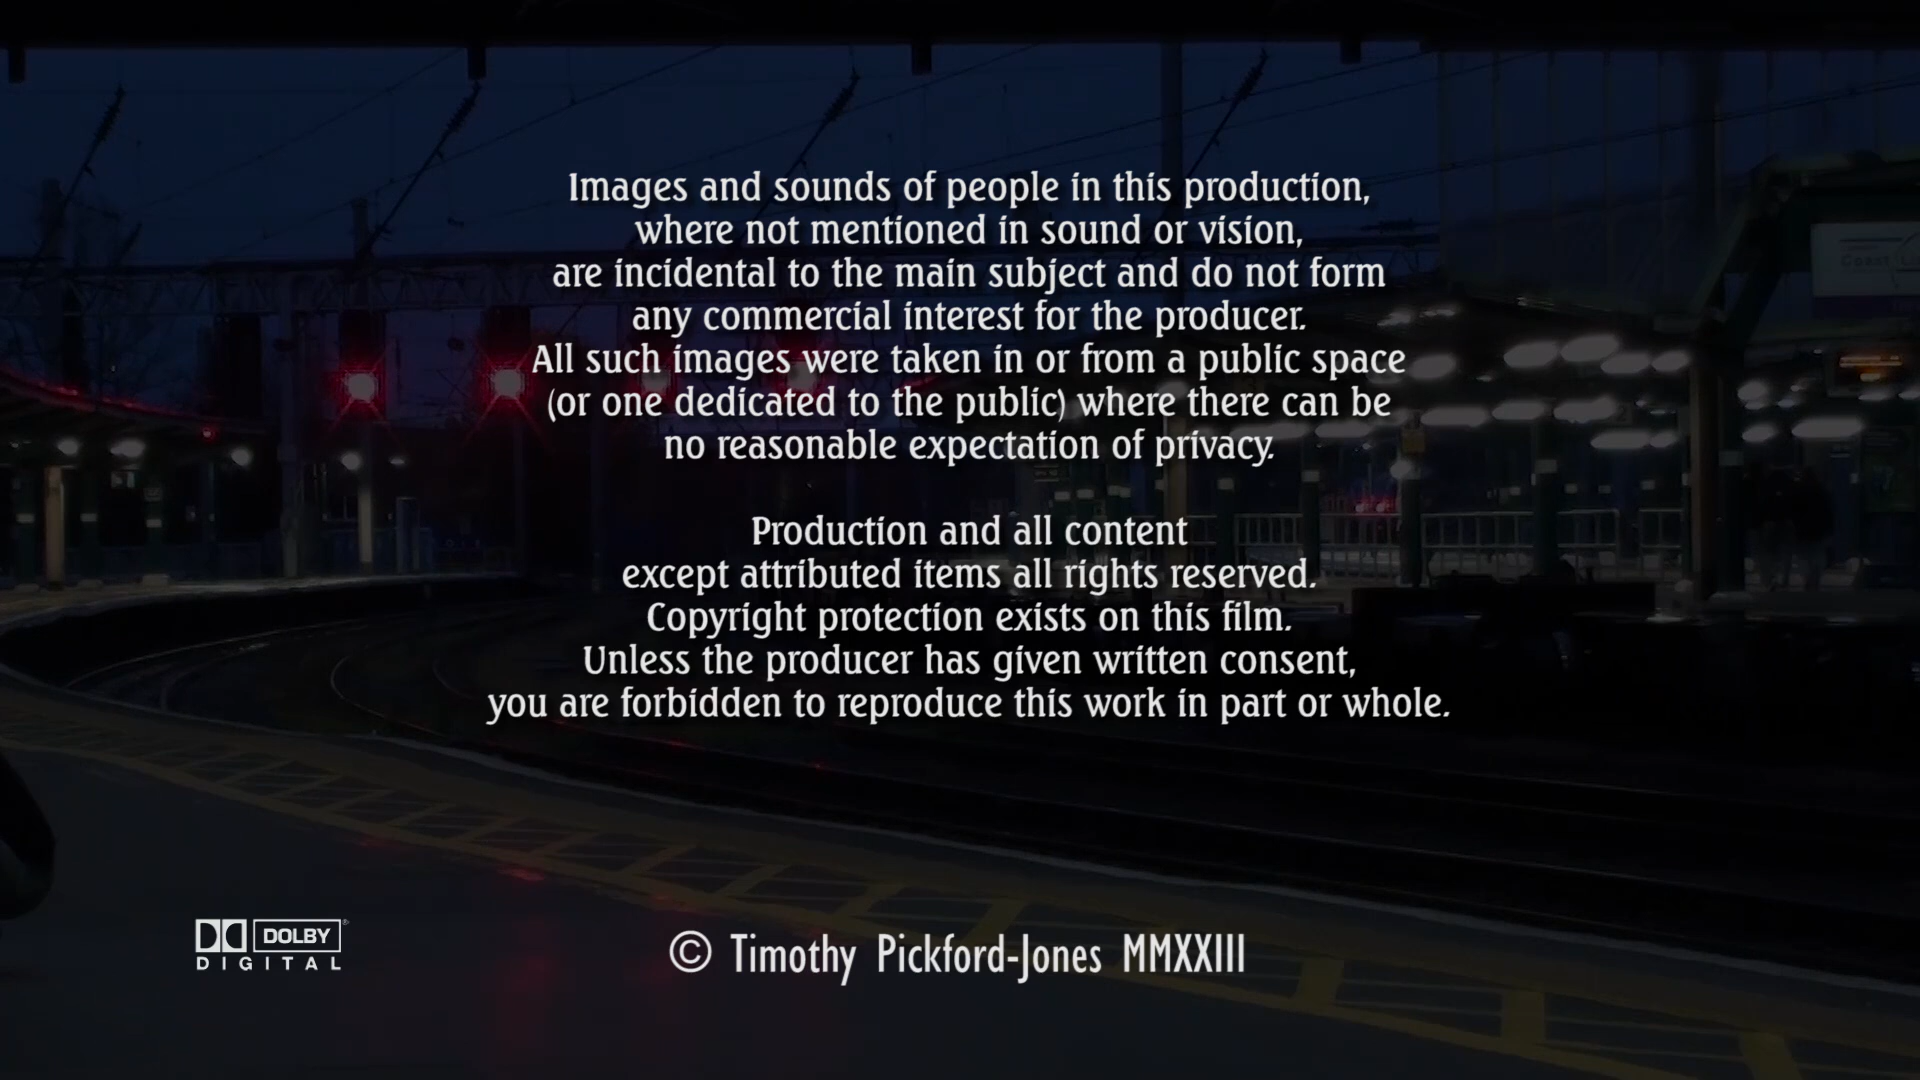 Images and sounds of people in this production,
where not mentioned in sound or vision,
are incidental to the main subject and do not form
any commercial interest for the producer.
All such images were taken in or from a public space
(or one dedicated to the public) where there can be
no reasonable expectation of privacy.
Production and all content
except attributed items all rights reserved.
Copyright protection exists on this film.
Unless the producer has given written consent,
you are forbidden to reproduce this work in part or whole.
DOLBY
DIGITAL
© Timothy Pickford-Jones MMXXIII
Coast